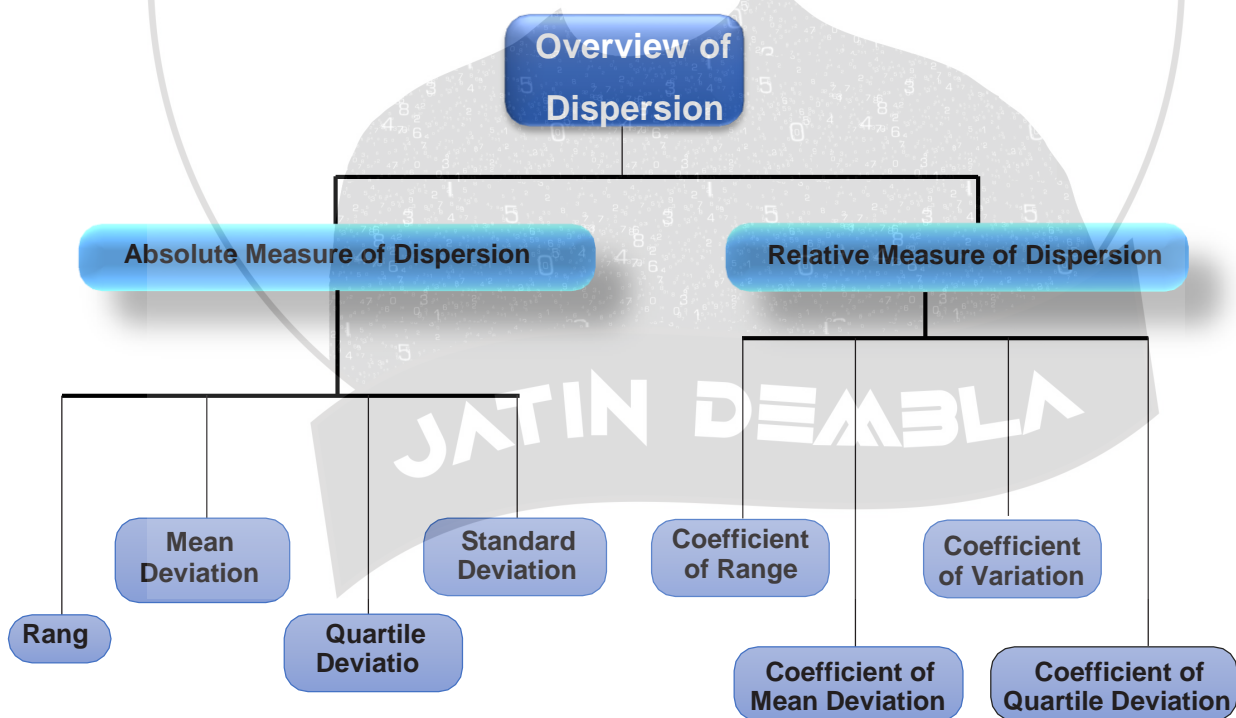 Overview of
Dispersion
Absolute Measure of Dispersion
Relative Measure of Dispersion
JATIN DEMBLA
Mean
Deviation
Standard
Deviation
Coefficient
of Range
Coefficient
of Variation
Rang
Quartile
Deviatio
Coefficient of
Mean Deviation
Coefficient of
Quartile Deviation